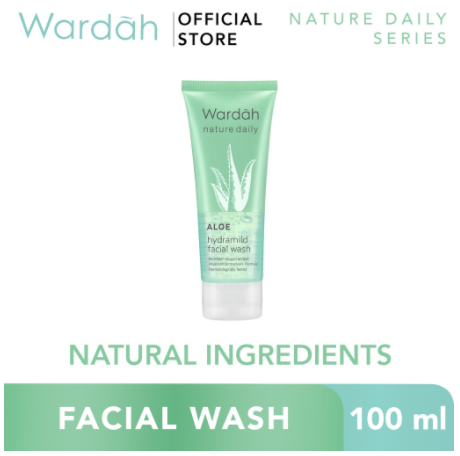 Wardah
OFFICIAL
STORE
NATURE DAILY
SERIES
Wardah
nature daily
ALOE
hydramild
facial wash
NATURAL INGREDIENTS
FACIAL WASH
100 ml